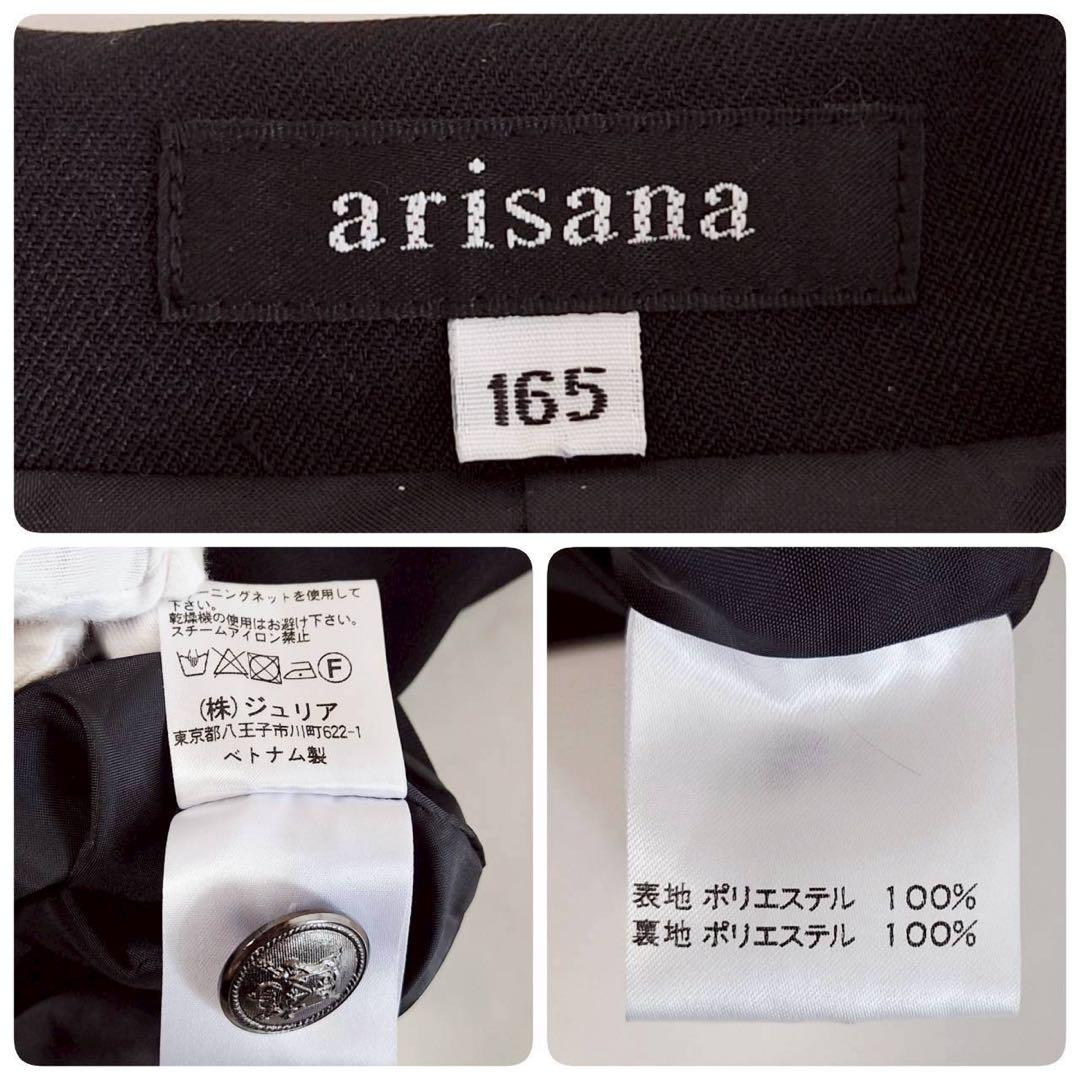 arisana
165
ーニングネットを使用して
下さい。
乾燥機の使用はお避け下さい。
スチームアイロン禁止
F
(株)ジュリア
東京都八王子市川町622-1
ベトナム製
表地 ポリエステル 100%
裏地 ポリエステル 100%